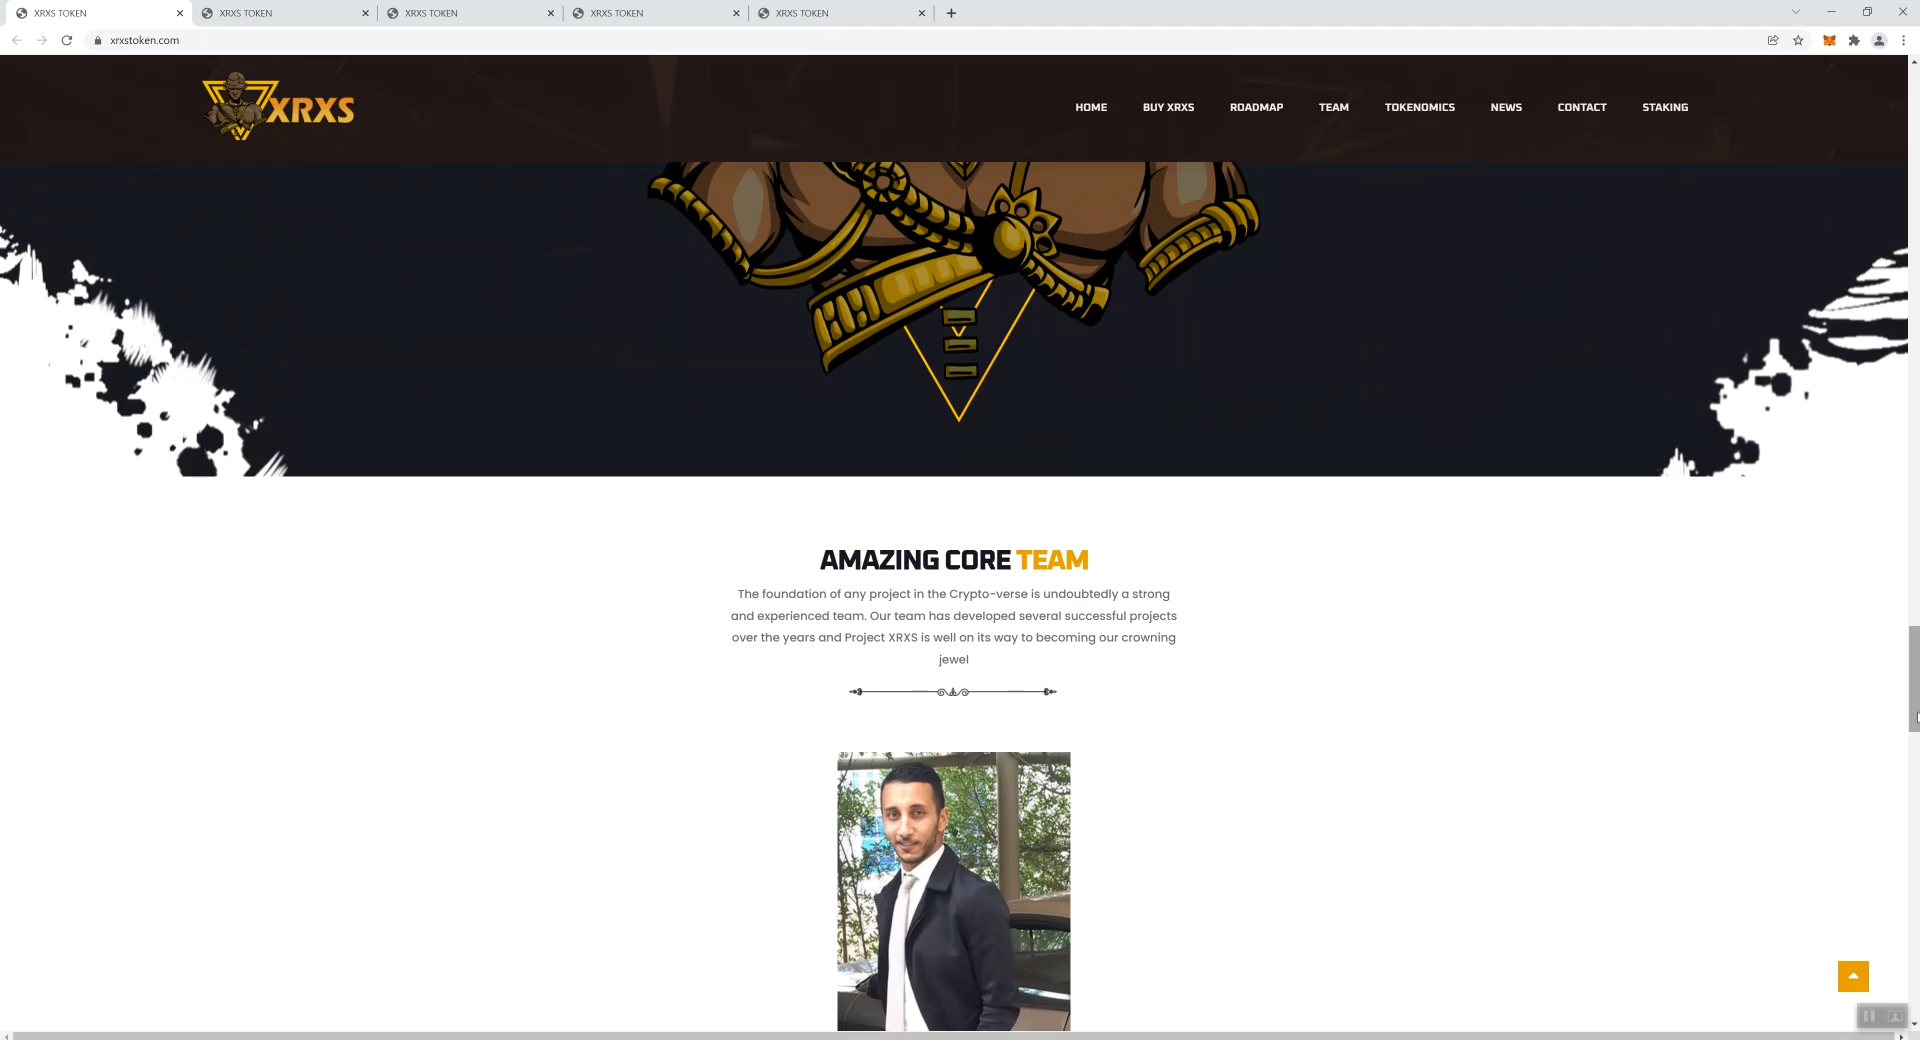 XRXS TOKEN
XRXS TOKEN
XRXS TOKEN
XRXS TOKEN
XRXS TOKEN
xrxstoken.com
XRXS
HOME
BUY XRXS
ROADMAP
TEAM
TOKENOMICS
NEWS
CONTACT
STAKING
AMAZING CORE TEAM
The foundation of any project in the Crypto-verse is undoubtedly a strong
and experienced team. Our team has developed several successful projects
over the years and Project XRXS is well on its way to becoming our crowning
jewel